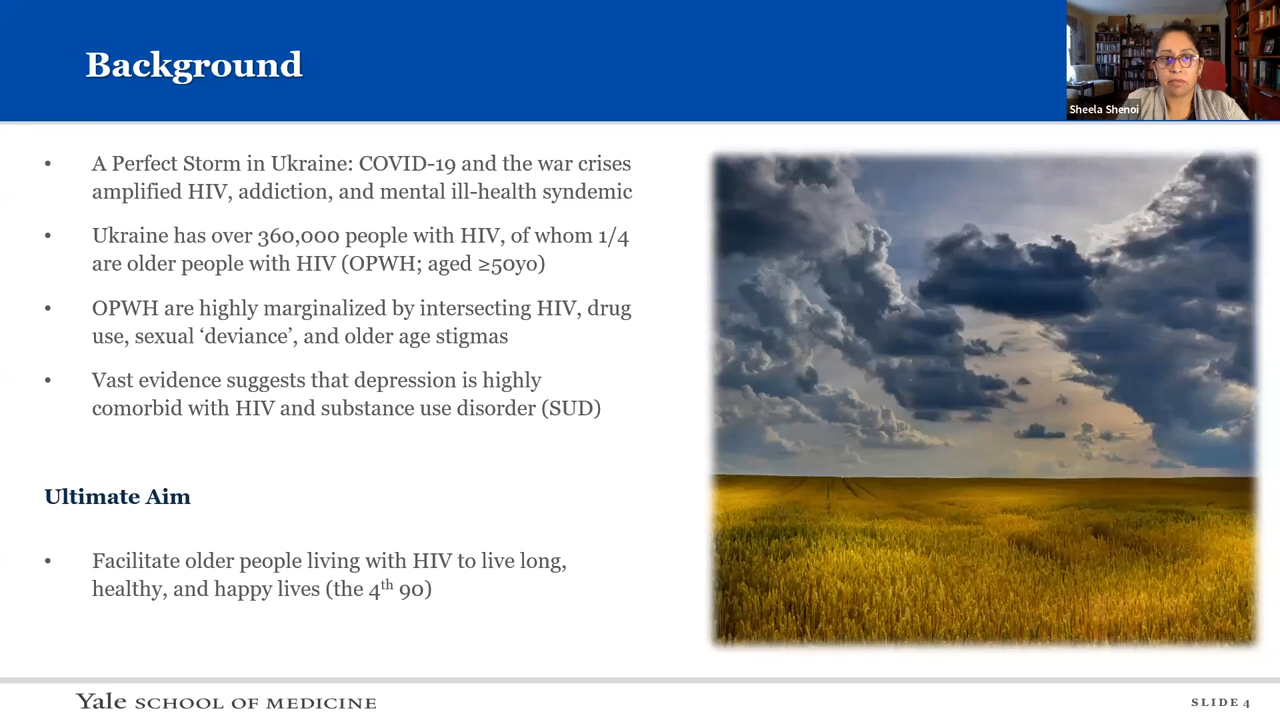 Background
Sheela Shenoi
• A Perfect Storm in Ukraine: COVID-19 and the war crises
amplified HIV, addiction, and mental ill-health syndemic
• Ukraine has over 360,000 people with HIV, of whom 1/4
are older people with HIV (OPWH; aged ≥50yo)
• OPWH are highly marginalized by intersecting HIV, drug
use, sexual ‘deviance’, and older age stigmas
• Vast evidence suggests that depression is highly
comorbid with HIV and substance use disorder (SUD)
Ultimate Aim
• Facilitate older people living with HIV to live long,
healthy, and happy lives (the 4th 90)
Yale SCHOOL OF MEDICINE
SLIDE 4